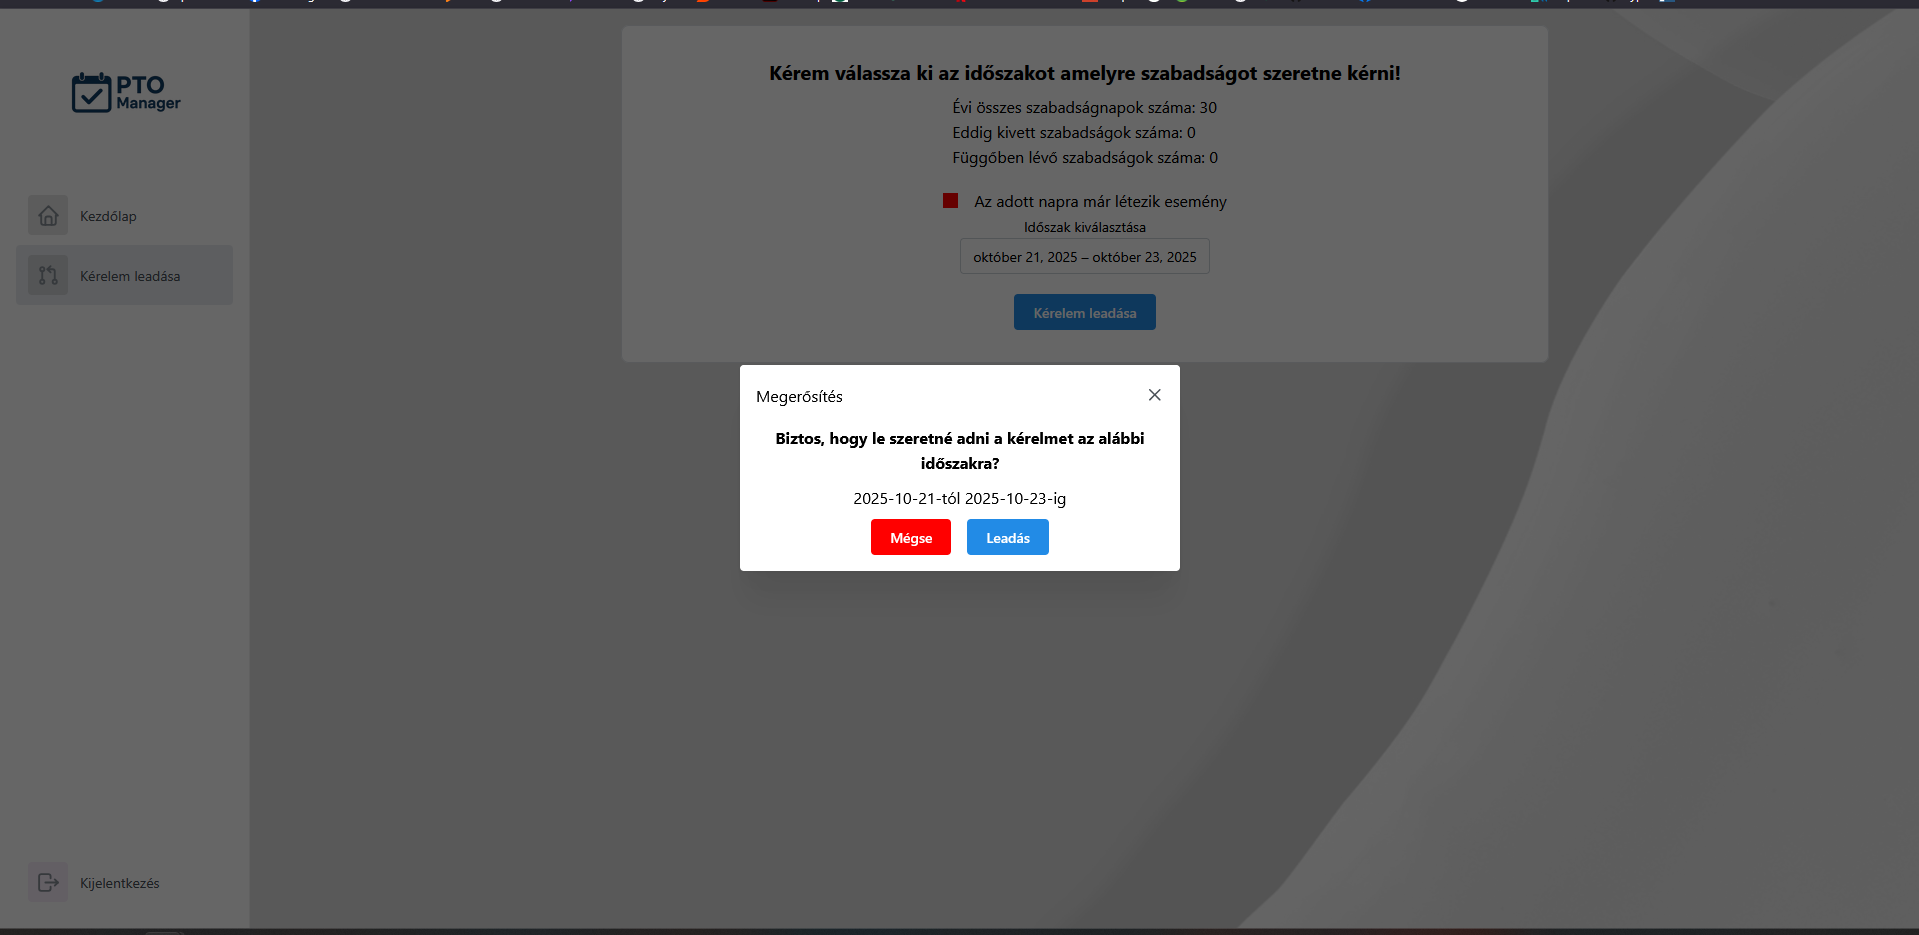 PTO
Manager
Kezdőlap
Kérelem leadása
Kijelentkezés
Kérem válassza ki az időszakot amelyre szabadságot szeretne kérni!
Évi összes szabadságnapok száma: 30
Eddig kivett szabadságok száma: 0
Függőben lévő szabadságok száma: 0
Az adott napra már létezik esemény
Időszak kiválasztása
október 21, 2025 – október 23, 2025
Kérelem leadása
Megerősítés
Biztos, hogy le szeretné adni a kérelmet az alábbi
időszakra?
2025-10-21-tól 2025-10-23-ig
Mégse
Leadás